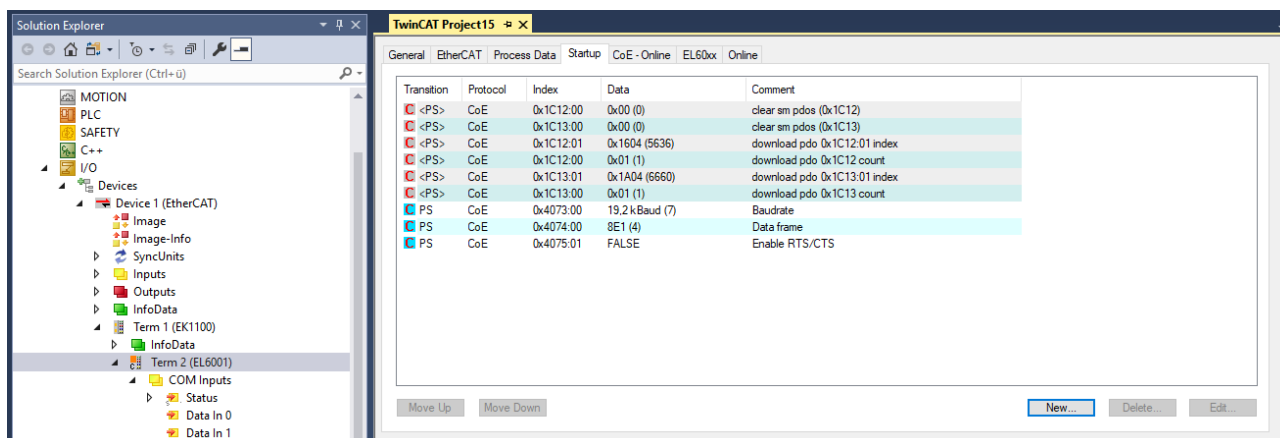 Solution Explorer
Search Solution Explorer (Ctrl+ü)
MOTION
PLC
SAFETY
C++
I/O
Devices
Device 1 (EtherCAT)
Image
Image-Info
SyncUnits
Inputs
Outputs
InfoData
Term 1 (EK1100)
InfoData
Term 2 (EL6001)
COM Inputs
Status
Data In 0
Data In 1
TwinCAT Project15
General EtherCAT Process Data Startup CoE - Online EL60xx Online
Transition Protocol Index Data Comment
C <PS> CoE 0x1C12:00 0x00 (0) clear sm pdos (0x1C12)
C <PS> CoE 0x1C13:00 0x00 (0) clear sm pdos (0x1C13)
C <PS> CoE 0x1C12:01 0x1604 (5636) download pdo 0x1C12:01 index
C <PS> CoE 0x1C12:00 0x01 (1) download pdo 0x1C12 count
C <PS> CoE 0x1C13:01 0x1A04 (6660) download pdo 0x1C13:01 index
C <PS> CoE 0x1C13:00 0x01 (1) download pdo 0x1C13 count
C PS CoE 0x4073:00 19,2 kBaud (7) Baudrate
C PS CoE 0x4074:00 8E1 (4) Data frame
C PS CoE 0x4075:01 FALSE Enable RTS/CTS
Move Up Move Down New... Delete... Edit...